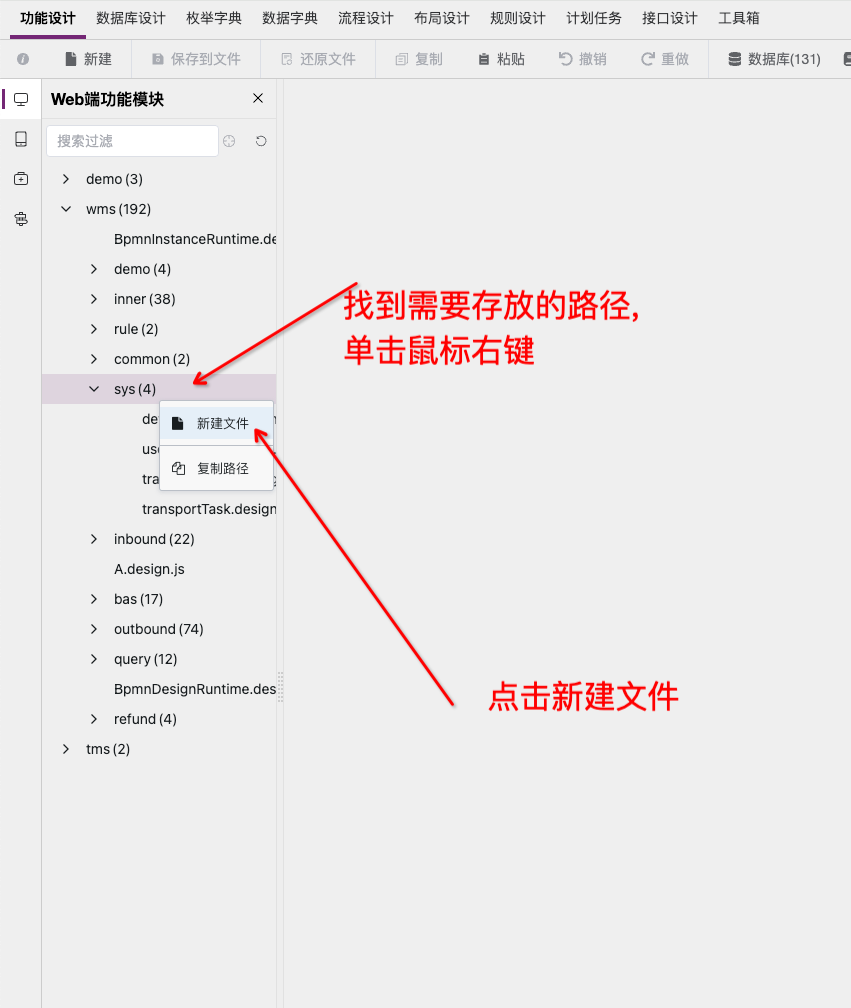 功能设计 数据库设计 枚举字典 数据字典 流程设计 布局设计 规则设计 计划任务 接口设计 工具箱
新建 保存到文件 还原文件 复制 粘贴 撤销 重做 数据库(131)
Web端功能模块
搜索过滤
demo (3)
wms (192)
BpmnInstanceRuntime.de
demo (4)
inner (38)
rule (2)
common (2)
sys (4)
de
use
tra
transportTask.design
新建文件
复制路径
inbound (22)
A.design.js
bas (17)
outbound (74)
query (12)
BpmnDesignRuntime.des
refund (4)
tms (2)
找到需要存放的路径,
单击鼠标右键
点击新建文件